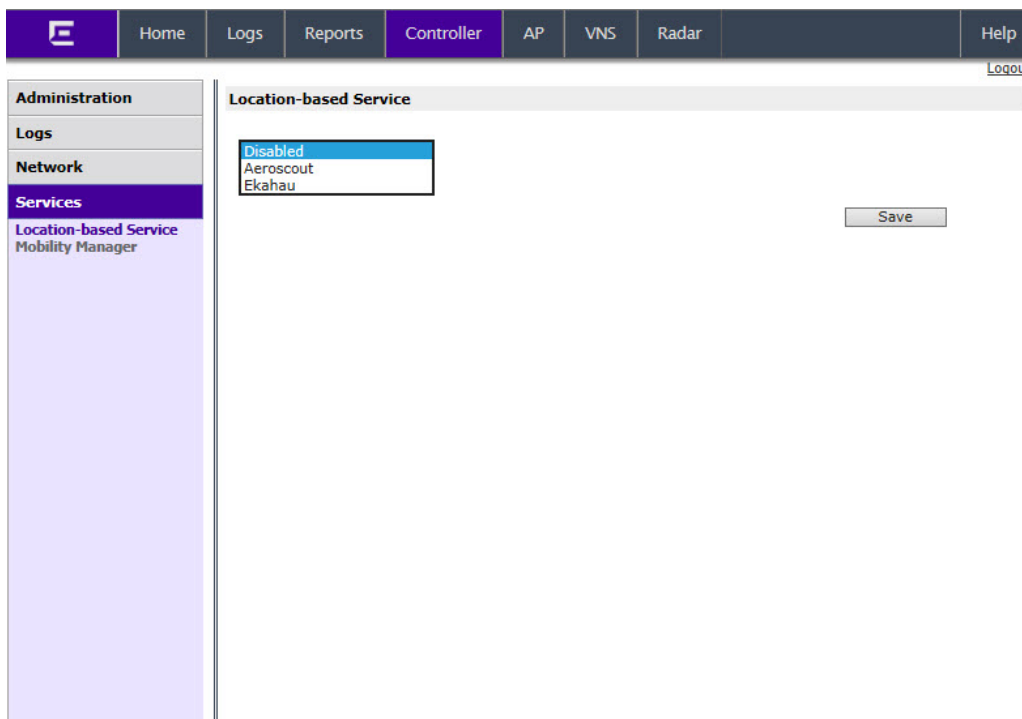 Home Logs Reports Controller AP VNS Radar Help
Administration
Logs
Network
Services
Location-based Service
Mobility Manager
Location-based Service
Disabled
Aeroscout
Ekahau
Save